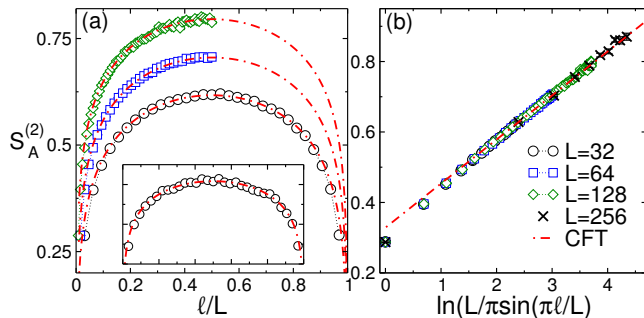 (a)
0.75
0.5
0.25
S_A^(2)
0 0.2 0.4 0.6 0.8 1
ℓ/L
(b)
0.8
0.6
0.4
0.2
0 1 2 3 4
ln(L/πsin(πℓ/L)
L=32
L=64
L=128
L=256
CFT